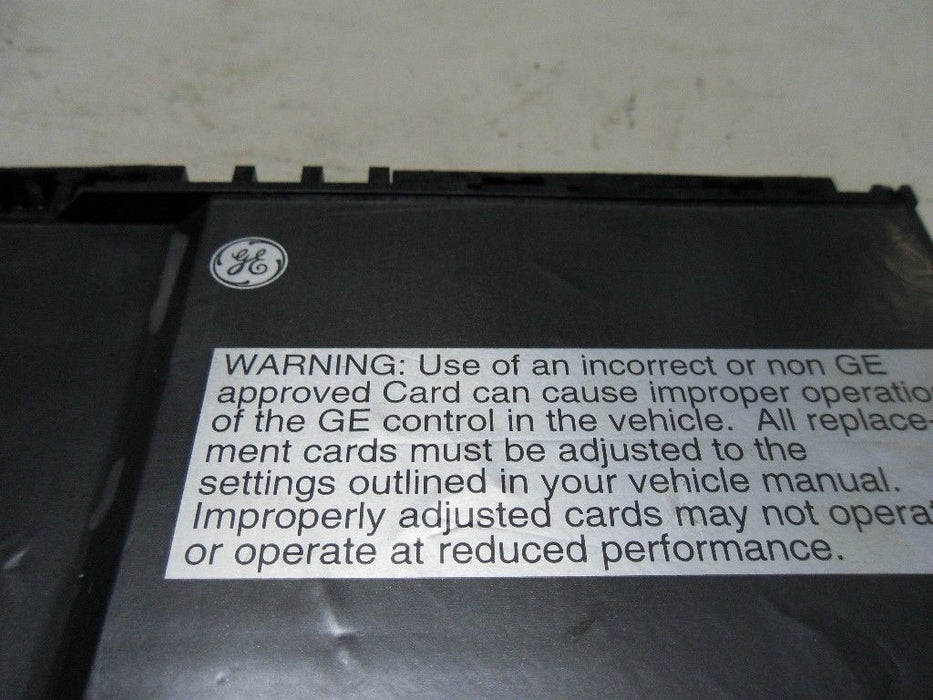 GE
WARNING: Use of an incorrect or non GE
approved Card can cause improper operatio
of the GE control in the vehicle. All replace-
ment cards must be adjusted to the
settings outlined in your vehicle manual.
Improperly adjusted cards may not operat
or operate at reduced performance.